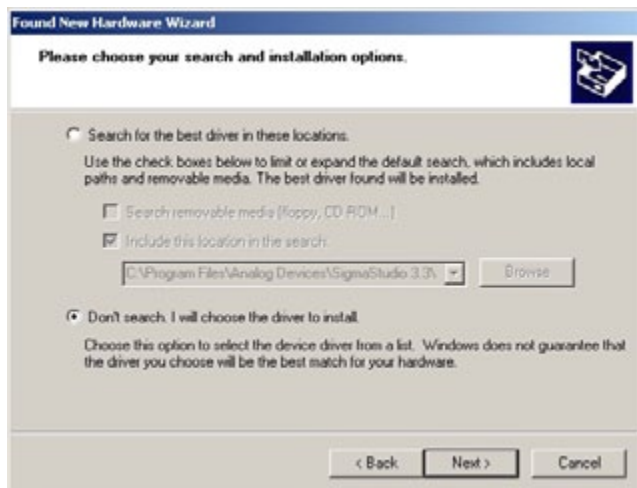 Found New Hardware Wizard
Please choose your search and installation options.
Search for the best driver in these locations.
Use the check boxes below to limit or expand the default search, which includes local
paths and removable media. The best driver found will be installed.
Search removable media (floppy, CD-ROM...)
Include this location in the search:
C:\Program Files\Analog Devices\SigmaStudio 3.3\
Browse
Don't search. I will choose the driver to install.
Choose this option to select the device driver from a list. Windows does not guarantee that
the driver you choose will be the best match for your hardware.
< Back Next > Cancel